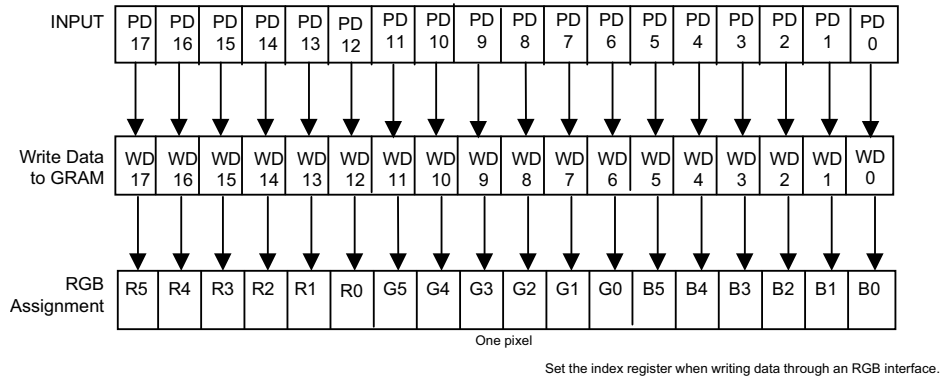 INPUT PD PD PD PD PD PD PD PD PD PD PD PD PD PD PD PD PD PD
17 16 15 14 13 12 11 10 9 8 7 6 5 4 3 2 1 0
Write Data WD WD WD WD WD WD WD WD WD WD WD WD WD WD WD WD WD WD
to GRAM 17 16 15 14 13 12 11 10 9 8 7 6 5 4 3 2 1 0
RGB R5 R4 R3 R2 R1 R0 G5 G4 G3 G2 G1 G0 B5 B4 B3 B2 B1 B0
Assignment
One pixel
Set the index register when writing data through an RGB interface.